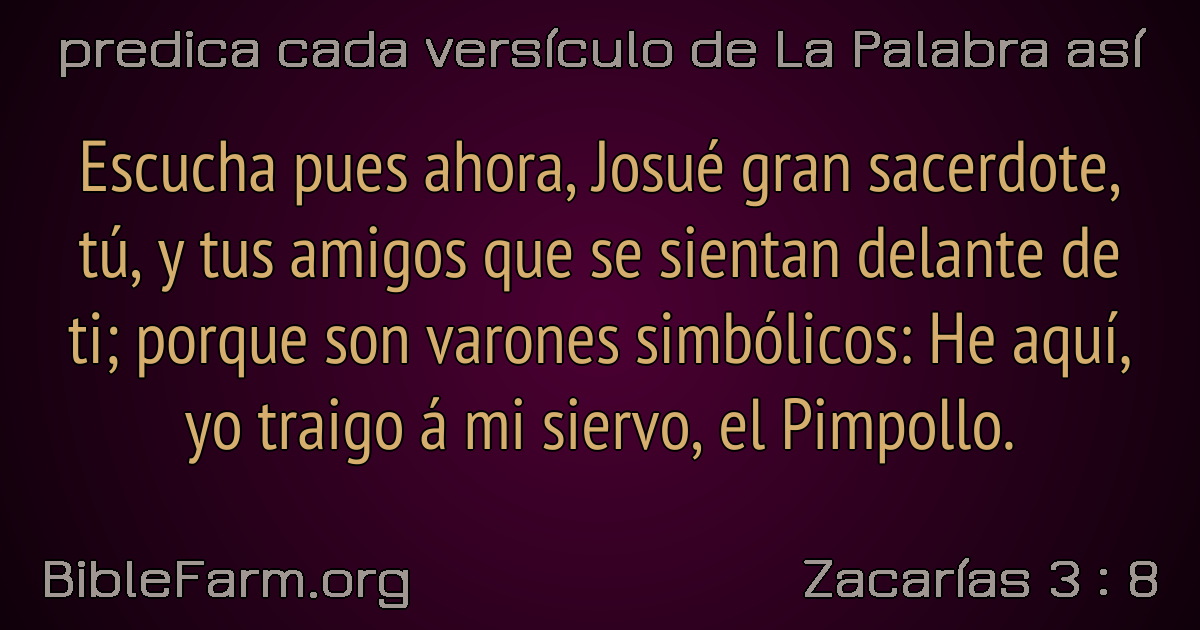 predica cada versículo de La Palabra así
Escucha pues ahora, Josué gran sacerdote,
tú, y tus amigos que se sientan delante de
ti; porque son varones simbólicos: He aquí,
yo traigo á mi siervo, el Pimpollo.
BibleFarm.org
Zacarías 3 : 8